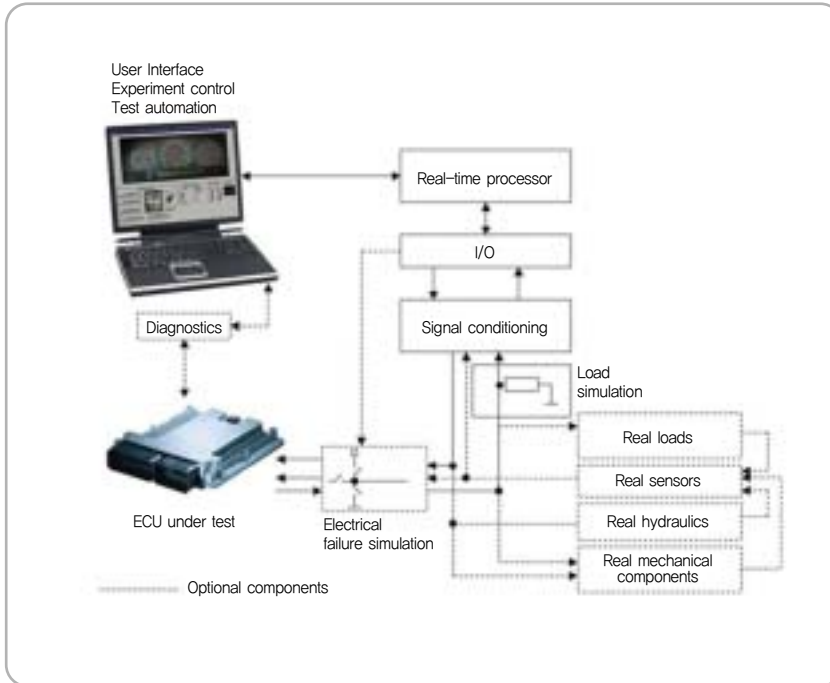 User Interface
Experiment control
Test automation
Real-time processor
I/O
Diagnostics
Signal conditioning
Load
simulation
Real loads
Real sensors
Real hydraulics
Real mechanical
components
ECU under test
Electrical
failure simulation
Optional components